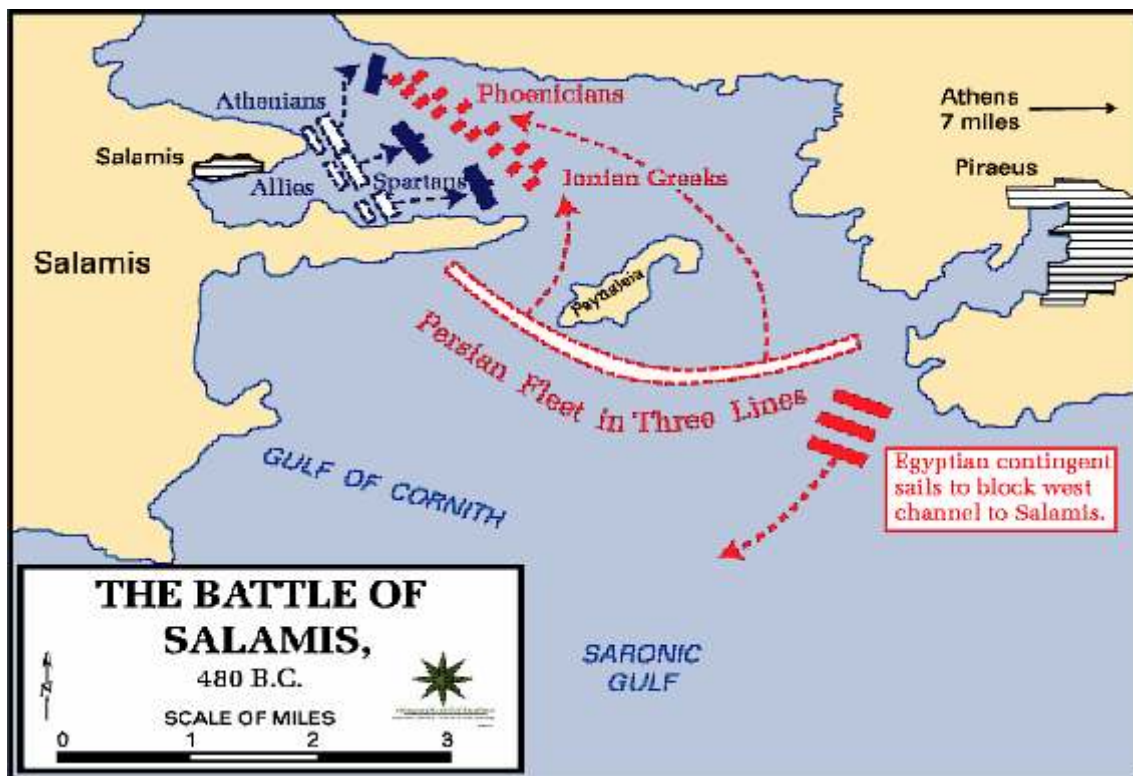 Athenians
Phoenicians
Athens
7 miles
Salamis
Piraeus
Allies
Spartans
Ionian Greeks
Salamis
Psyttaleia
Persian Fleet in Three Lines
GULF OF CORNITH
Egyptian contingent
sails to block west
channel to Salamis.
THE BATTLE OF
SALAMIS,
480 B.C.
N
SCALE OF MILES
0 1 2 3
SARONIC
GULF